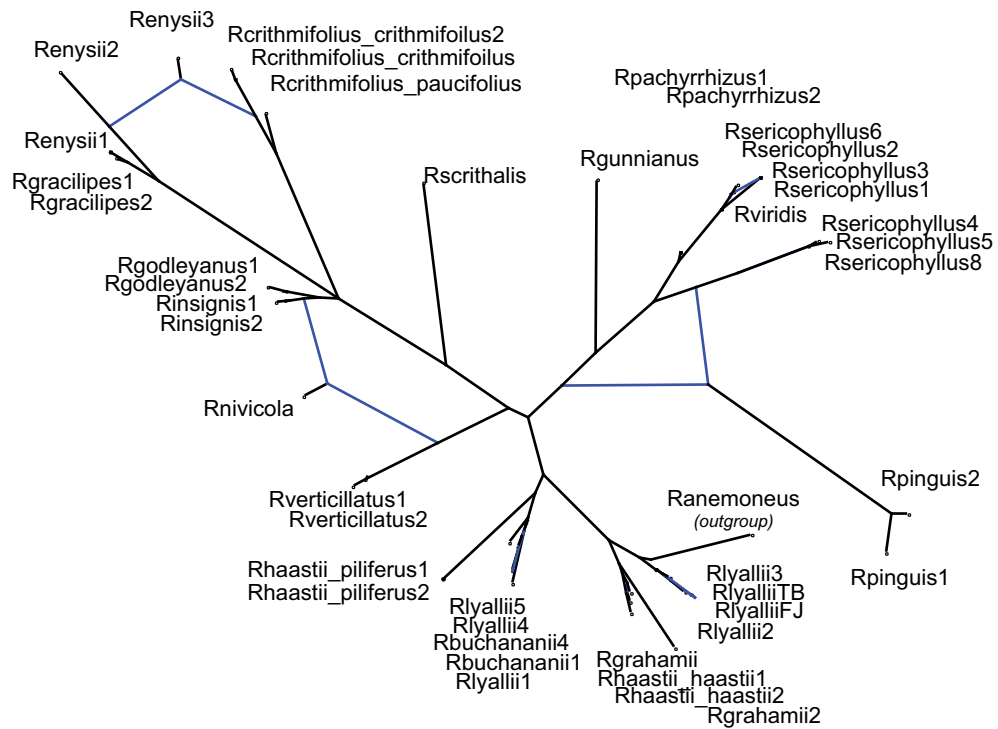 Renysii3
Renysii2
Rcrithmifolius_crithmifoilus2
Rcrithmifolius_crithmifoilus
Rcrithmifolius_paucifolius
Rpachyrrhizus1
Rpachyrrhizus2
Renysii1
Rgracilipes1
Rgracilipes2
Rscrithalis
Rgunnianus
Rsericophyllus6
Rsericophyllus2
Rsericophyllus3
Rsericophyllus1
Rviridis
Rsericophyllus4
Rsericophyllus5
Rsericophyllus8
Rgodleyanus1
Rgodleyanus2
Rinsignis1
Rinsignis2
Rnivicola
Rverticillatus1
Rverticillatus2
Rpinguis2
Rpinguis1
Ranemoneus
(outgroup)
Rhaastii_piliferus1
Rhaastii_piliferus2
Rlyallii5
Rlyallii4
Rbuchananii4
Rbuchananii1
Rlyallii1
Rlyallii3
RlyalliiTB
RlyalliiFJ
Rlyallii2
Rgrahamii
Rhaastii_haastii1
Rhaastii_haastii2
Rgrahamii2